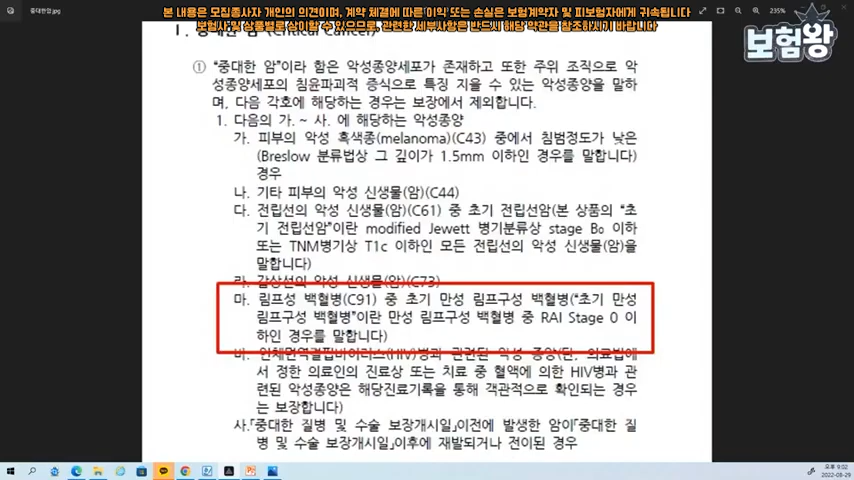 중대한암.jpg
본 내용은 모집종사자 개인의 의견이며, 계약 체결에 따른 이익 또는 손실은 보험계약자 및 피보험자에게 귀속됩니다
보험사 및 상품별로 상이할 수 있으므로, 관련한 세부사항은 반드시 해당 약관을 참조하시기 바랍니다
235%
보험왕
1. 중대한 암 (Critical Cancer)
① “중대한 암”이라 함은 악성종양세포가 존재하고 또한 주위 조직으로 악
성종양세포의 침윤파괴적 증식으로 특징 지을 수 있는 악성종양을 말하
며, 다음 각호에 해당하는 경우는 보장에서 제외합니다.
1. 다음의 가. ~ 사. 에 해당하는 악성종양
가. 피부의 악성 흑색종(melanoma)(C43) 중에서 침범정도가 낮은
(Breslow 분류법상 그 깊이가 1.5mm 이하인 경우를 말합니다)
경우
나. 기타 피부의 악성 신생물(암)(C44)
다. 전립선의 악성 신생물(암)(C61) 중 초기 전립선암(본 상품의 “초
기 전립선암”이란 modified Jewett 병기분류상 stage B₀ 이하
또는 TNM병기상 T1c 이하인 모든 전립선의 악성 신생물(암)을
말합니다)
라. 갑상선의 악성 신생물(암)(C73)
마. 림프성 백혈병(C91) 중 초기 만성 림프구성 백혈병(“초기 만성
림프구성 백혈병”이란 만성 림프구성 백혈병 중 RAI Stage 0 이
하인 경우를 말합니다)
바. 인체면역결핍바이러스(HIV)병과 관련된 악성 종양(단, 의료법에
서 정한 의료인의 진료상 또는 치료 중 혈액에 의한 HIV병과 관
련된 악성종양은 해당진료기록을 통해 객관적으로 확인되는 경우
는 보장합니다)
사.「중대한 질병 및 수술 보장개시일」이전에 발생한 암이「중대한 질
병 및 수술 보장개시일」이후에 재발되거나 전이된 경우
오후 9:02
2022-08-29